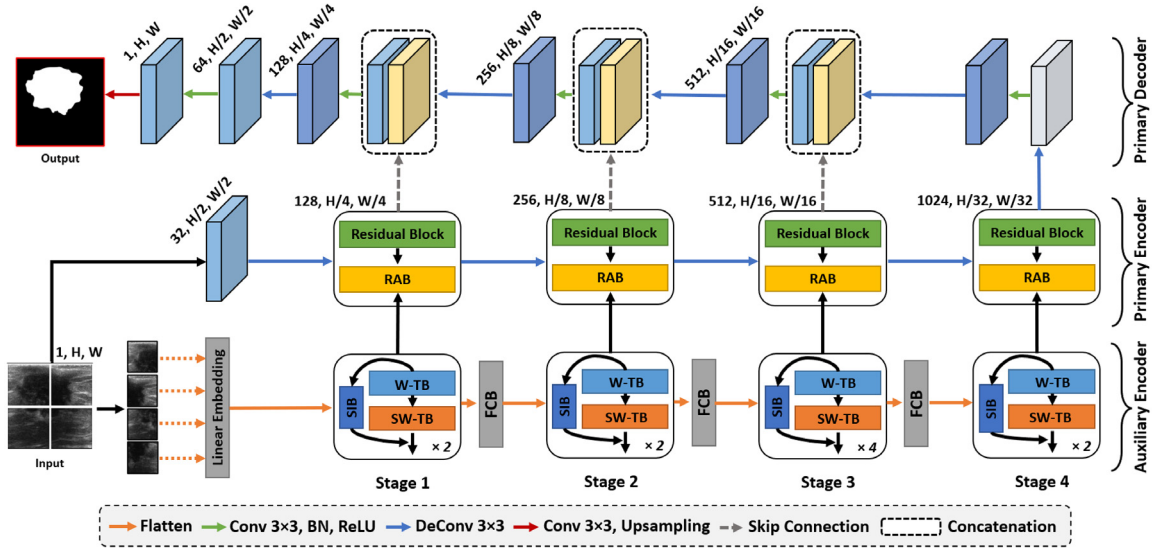 1, H, W
64, H/2, W/2
128, H/4, W/4
256, H/8, W/8
512, H/16, W/16
Primary Decoder
Output
32, H/2, W/2
128, H/4, W/4
256, H/8, W/8
512, H/16, W/16
1024, H/32, W/32
Residual Block
Residual Block
Residual Block
Residual Block
RAB
RAB
RAB
RAB
Primary Encoder
1, H, W
Input
Linear Embedding
SIB
W-TB
SW-TB
× 2
FCB
SIB
W-TB
SW-TB
× 2
FCB
SIB
W-TB
SW-TB
× 4
FCB
SIB
W-TB
SW-TB
× 2
Auxiliary Encoder
Stage 1
Stage 2
Stage 3
Stage 4
Flatten
Conv 3×3, BN, ReLU
DeConv 3×3
Conv 3×3, Upsampling
Skip Connection
Concatenation